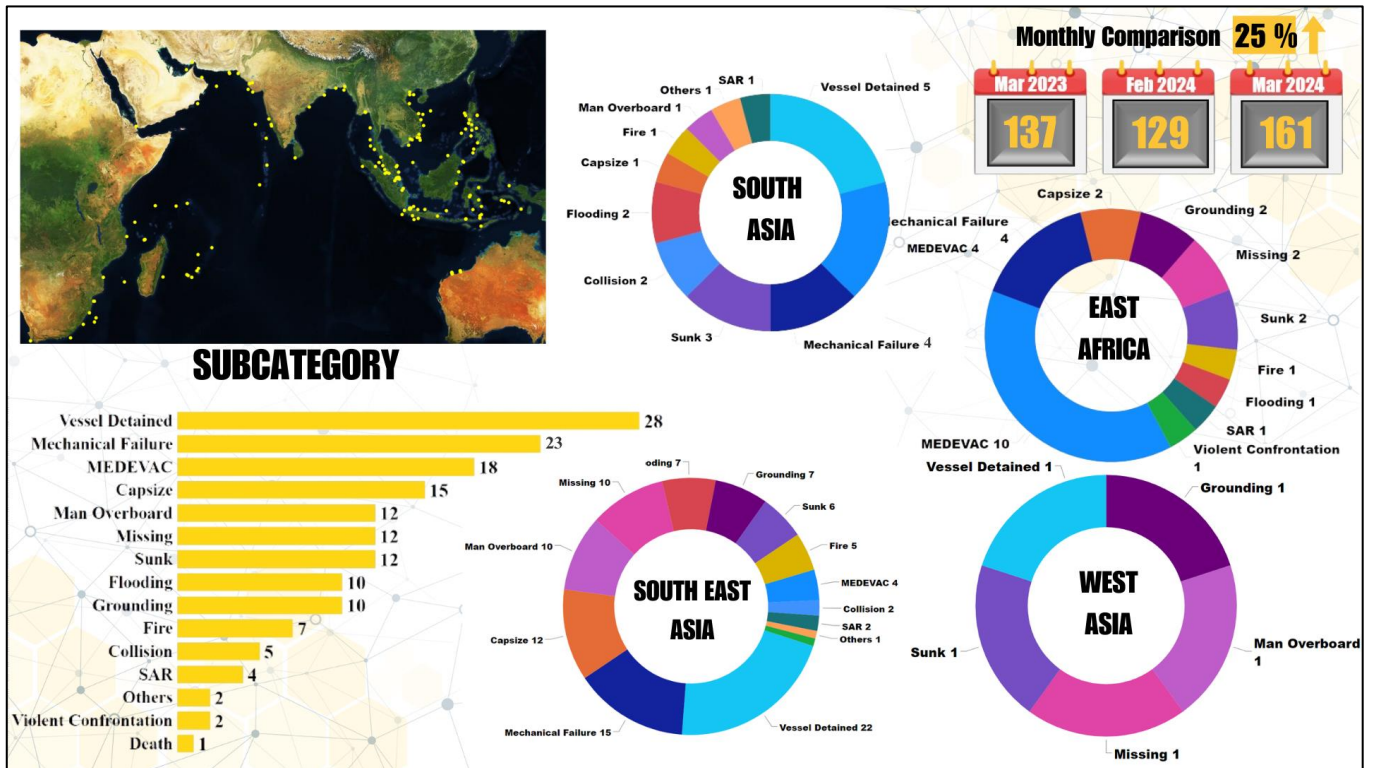 Monthly Comparison 25 %
Mar 2023
Feb 2024
Mar 2024
137
129
161
SOUTH
ASIA
SAR 1
Others 1
Man Overboard 1
Fire 1
Capsize 1
Flooding 2
Collision 2
Sunk 3
Vessel Detained 5
MEDEVAC 4
Mechanical Failure 4
EAST
AFRICA
Capsize 2
Grounding 2
Missing 2
Sunk 2
Fire 1
Flooding 1
SAR 1
Violent Confrontation
1
MEDEVAC 10
echanical Failure
4
SUBCATEGORY
Vessel Detained 28
Mechanical Failure 23
MEDEVAC 18
Capsize 15
Man Overboard 12
Missing 12
Sunk 12
Flooding 10
Grounding 10
Fire 7
Collision 5
SAR 4
Others 2
Violent Confrontation 2
Death 1
SOUTH EAST
ASIA
oding 7
Grounding 7
Sunk 6
Fire 5
MEDEVAC 4
Collision 2
SAR 2
Others 1
Vessel Detained 22
Mechanical Failure 15
Capsize 12
Man Overboard 10
Missing 10
WEST
ASIA
Vessel Detained 1
Grounding 1
Man Overboard
1
Missing 1
Sunk 1